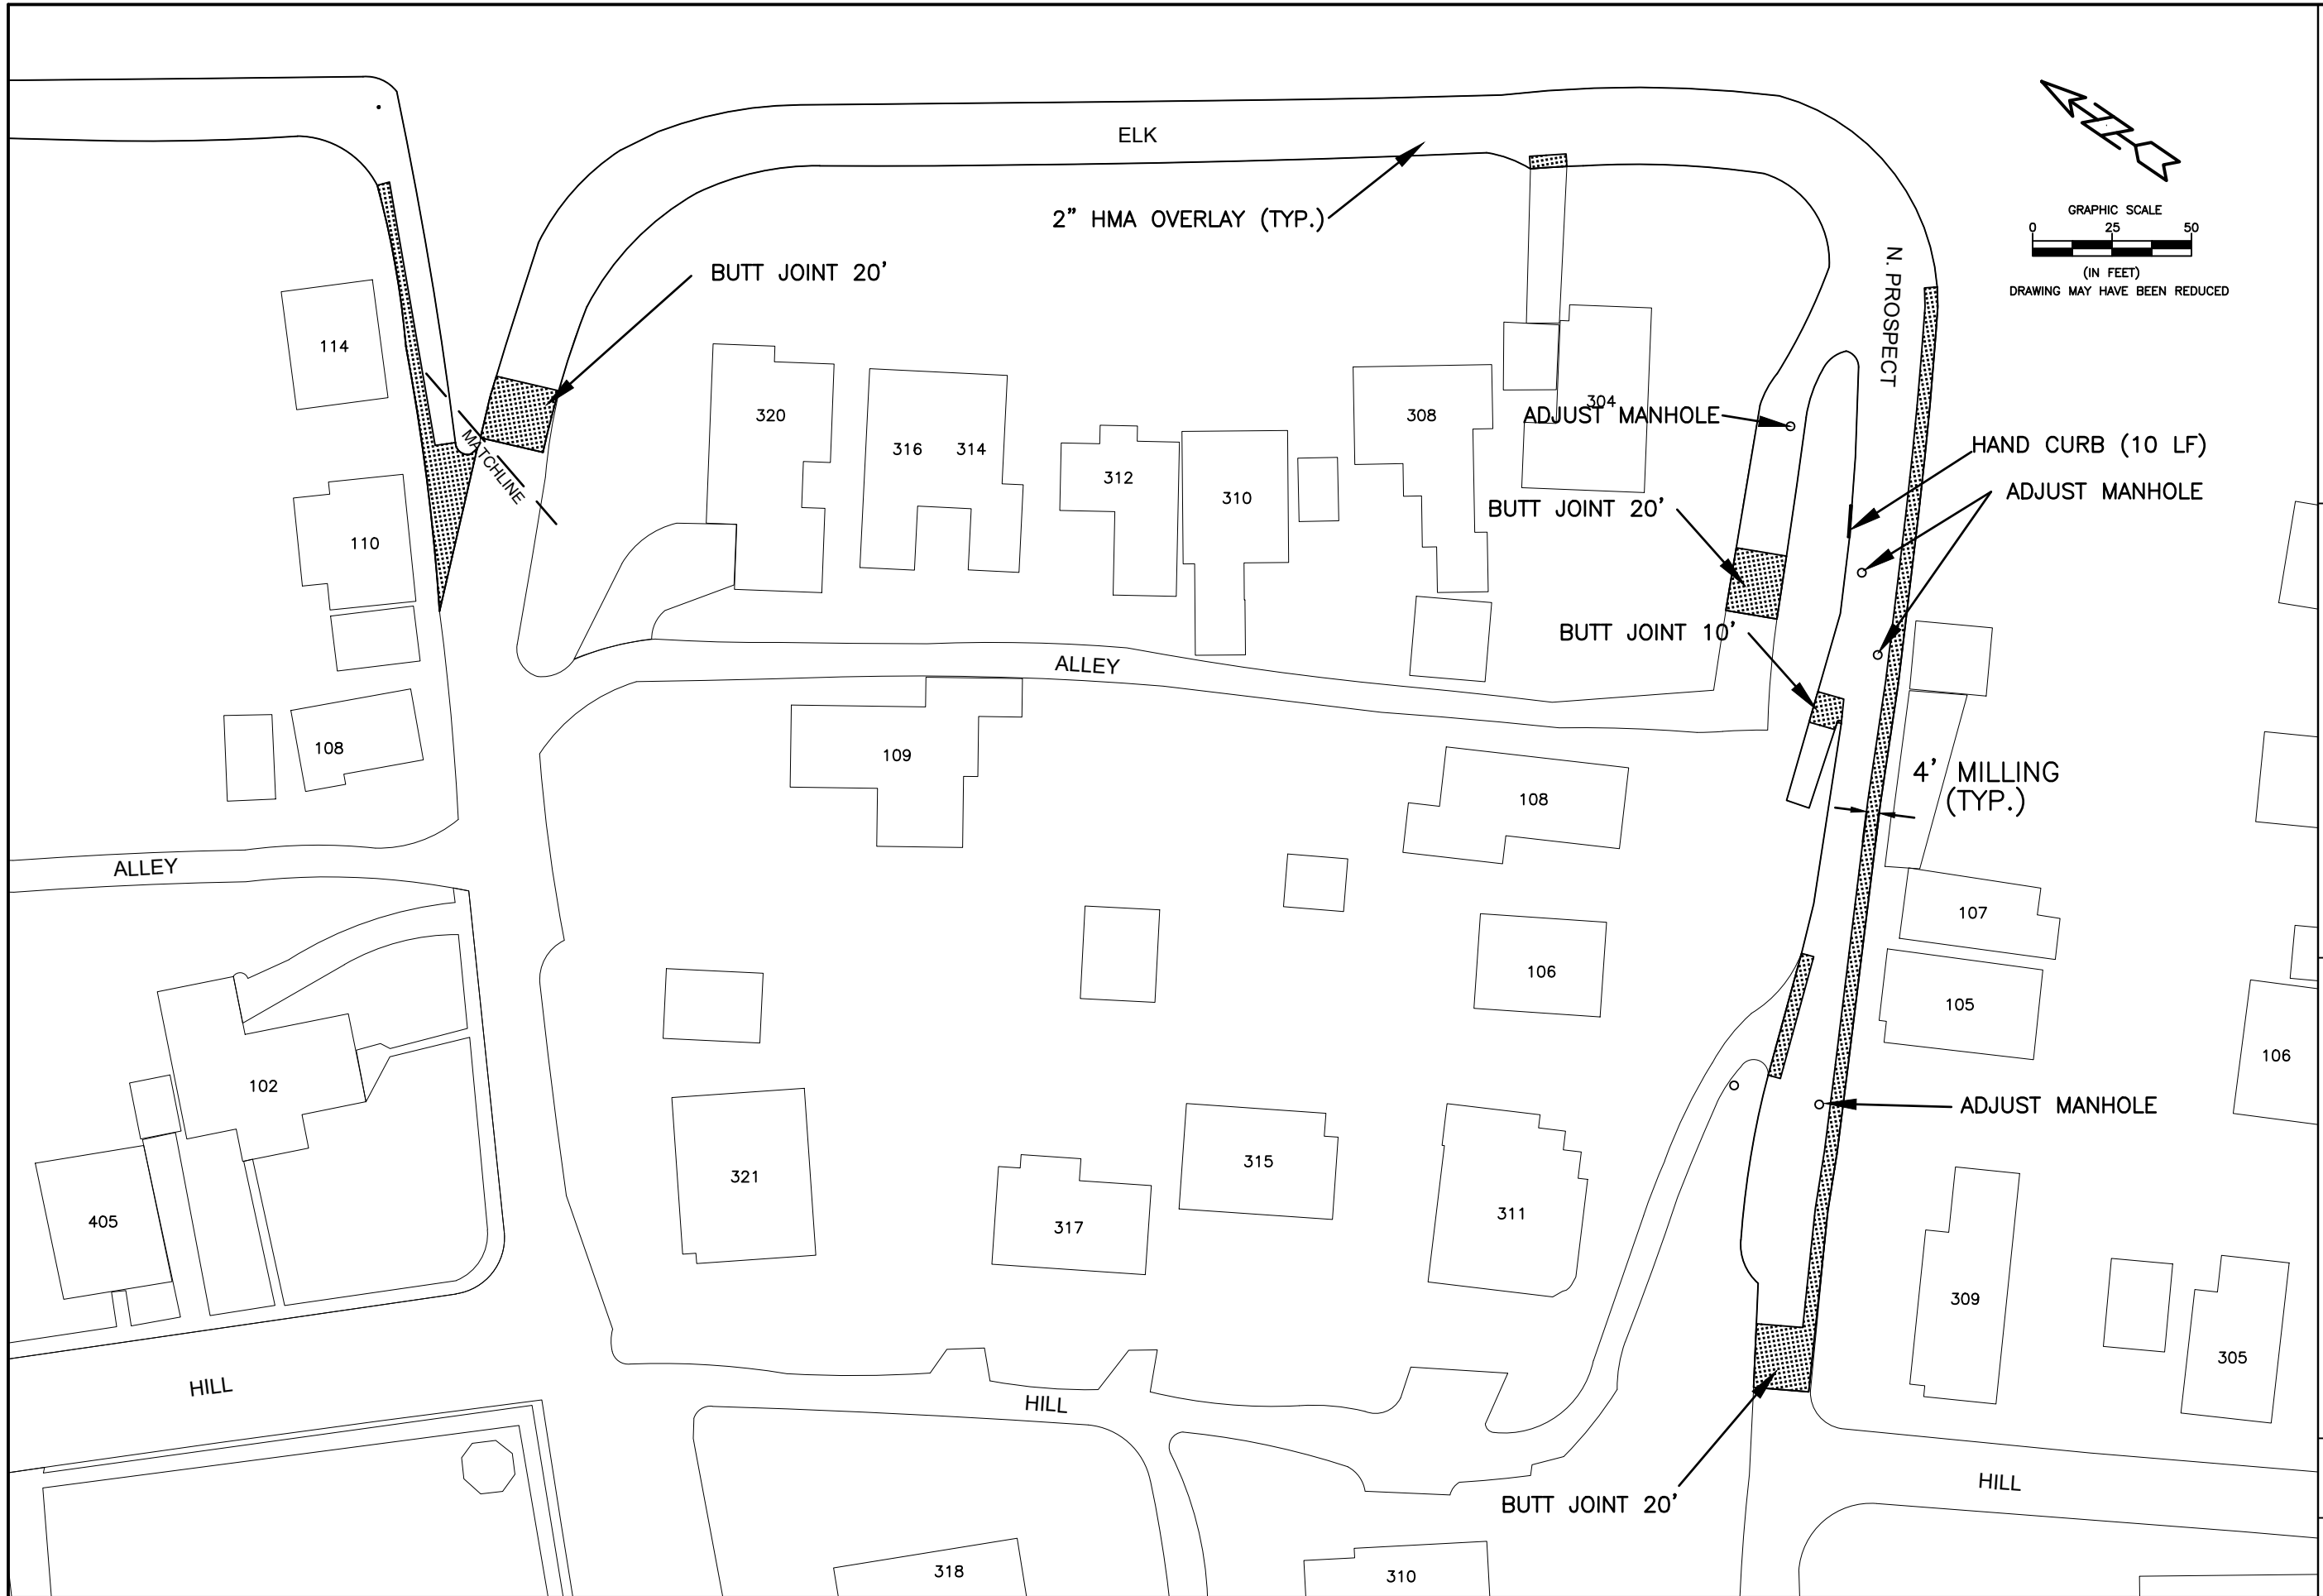 ELK
2" HMA OVERLAY (TYP.)
BUTT JOINT 20'
N. PROSPECT
GRAPHIC SCALE
0 25 50
(IN FEET)
DRAWING MAY HAVE BEEN REDUCED
114
MATCHLINE
320
316 314
312
310
308
304
ADJUST MANHOLE
HAND CURB (10 LF)
ADJUST MANHOLE
BUTT JOINT 20'
110
BUTT JOINT 10'
ALLEY
108
109
108
4' MILLING
(TYP.)
ALLEY
107
106
105
102
106
ADJUST MANHOLE
321
315
317
311
405
309
305
HILL
HILL
HILL
BUTT JOINT 20'
318
310
N